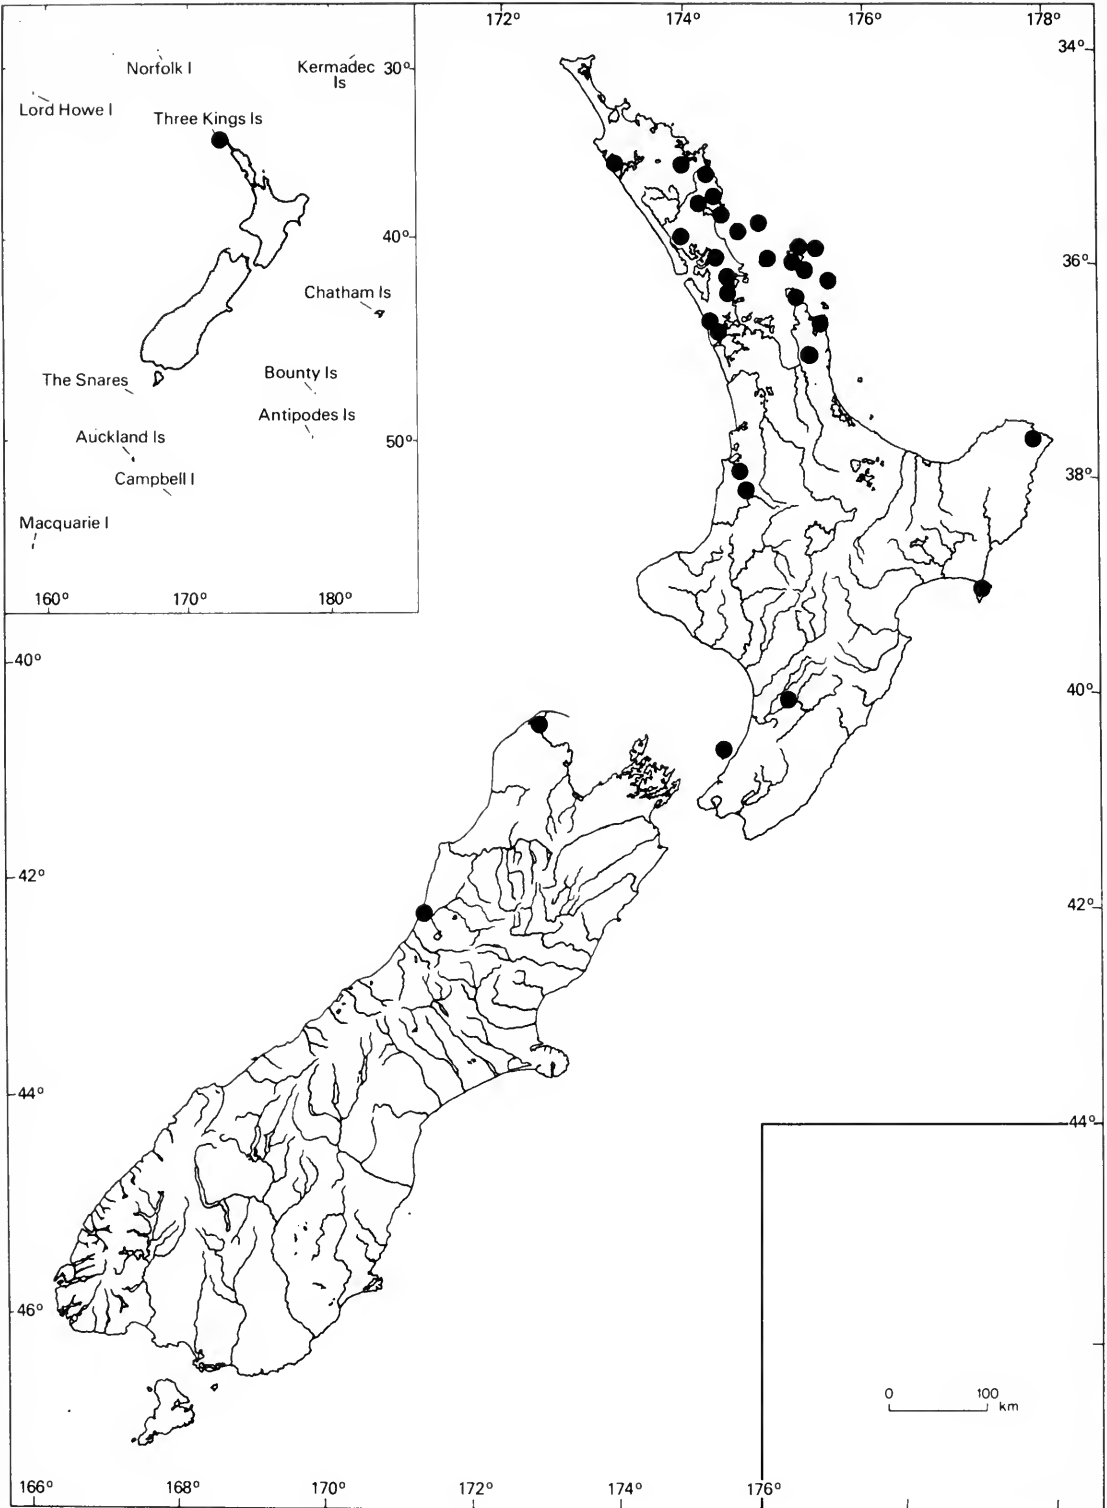 172° 174° 176° 178°
34°
Norfolk I
Kermadec 30°
Is
Lord Howe I
Three Kings Is
40°
36°
Chatham Is
The Snares
Bounty Is
Antipodes Is
Auckland Is
50°
Campbell I
38°
Macquarie I
160° 170° 180°
40°
40°
42°
42°
44°
44°
46°
0 100
km
166° 168° 170° 172° 174° 176°